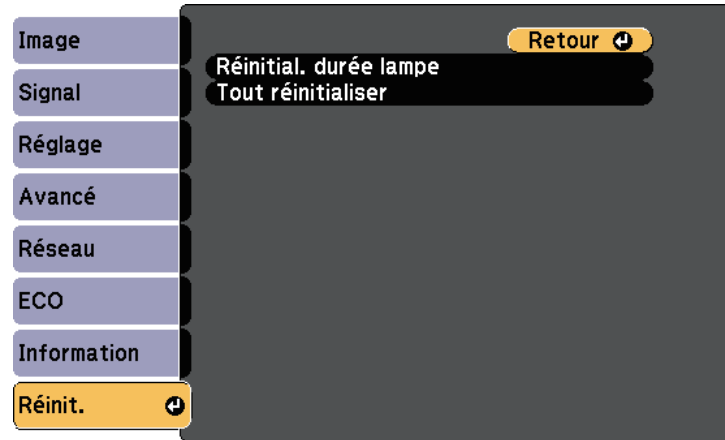 Image
Signal
Réglage
Avancé
Réseau
ECO
Information
Réinit.
Retour
Réinitial. durée lampe
Tout réinitialiser